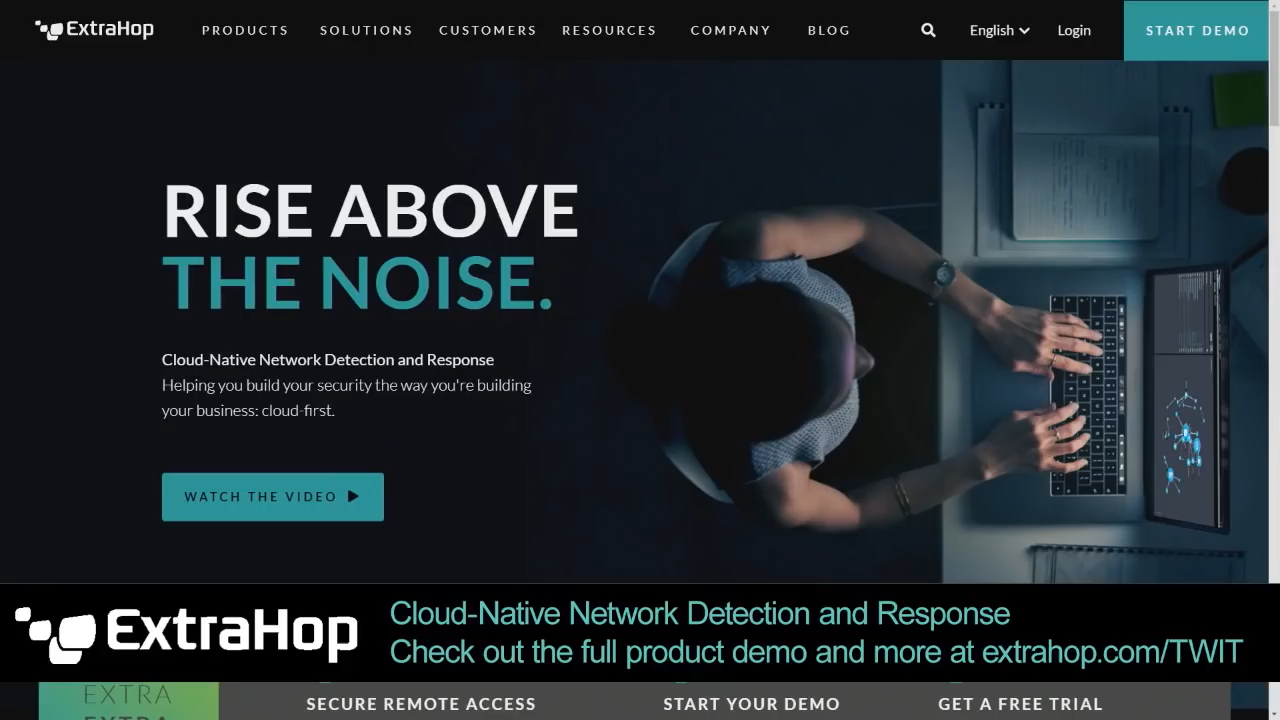 ExtraHop
PRODUCTS
SOLUTIONS
CUSTOMERS
RESOURCES
COMPANY
BLOG
English
Login
START DEMO
RISE ABOVE
THE NOISE.
Cloud-Native Network Detection and Response
Helping you build your security the way you're building
your business: cloud-first.
WATCH THE VIDEO
ExtraHop
Cloud-Native Network Detection and Response
Check out the full product demo and more at extrahop.com/TWIT
EXTRA
EXTRA
SECURE REMOTE ACCESS
START YOUR DEMO
GET A FREE TRIAL